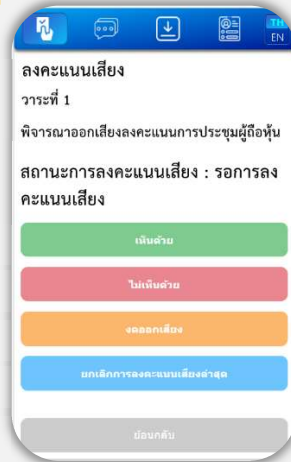 TH
EN
ลงคะแนนเสียง
วาระที่ 1
พิจารณาออกเสียงลงคะแนนการประชุมผู้ถือหุ้น
สถานะการลงคะแนนเสียง : รอการลง
คะแนนเสียง
เห็นด้วย
ไม่เห็นด้วย
งดออกเสียง
ยกเลิกการลงคะแนนเสียงล่าสุด
ย้อนกลับ